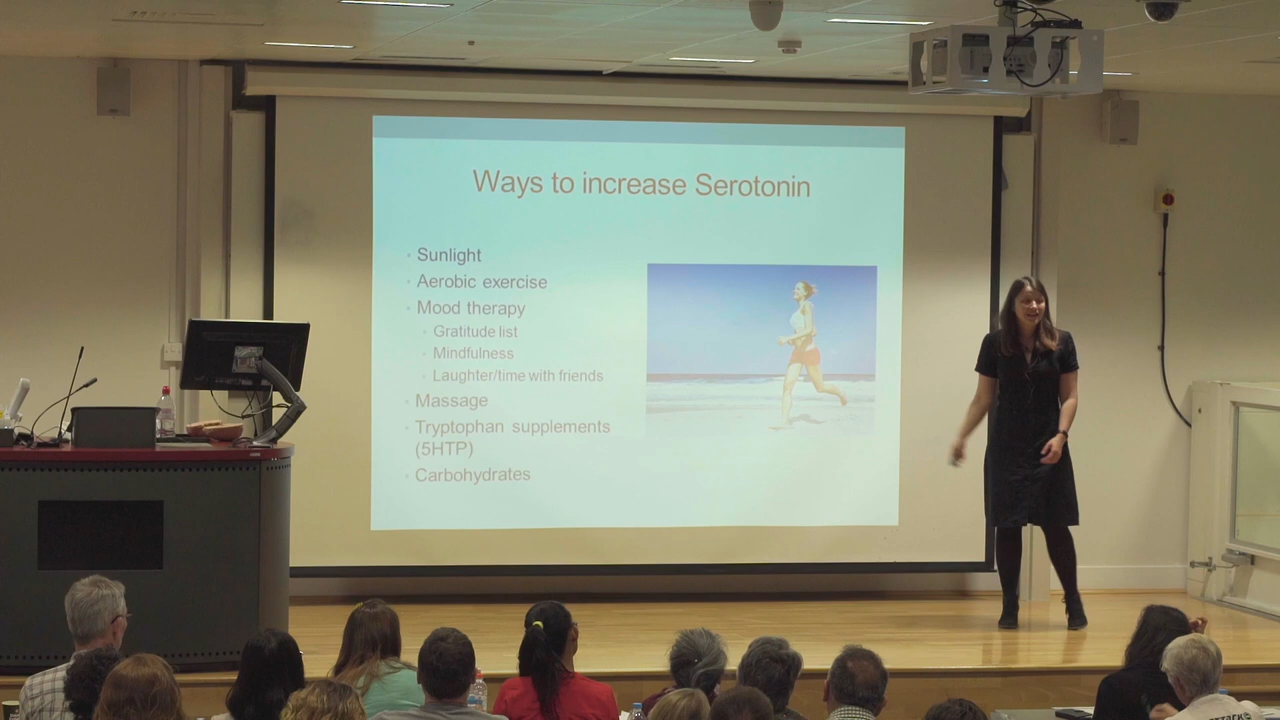 Ways to increase Serotonin
Sunlight
Aerobic exercise
Mood therapy
Gratitude list
Mindfulness
Laughter/time with friends
Massage
Tryptophan supplements
(5HTP)
Carbohydrates